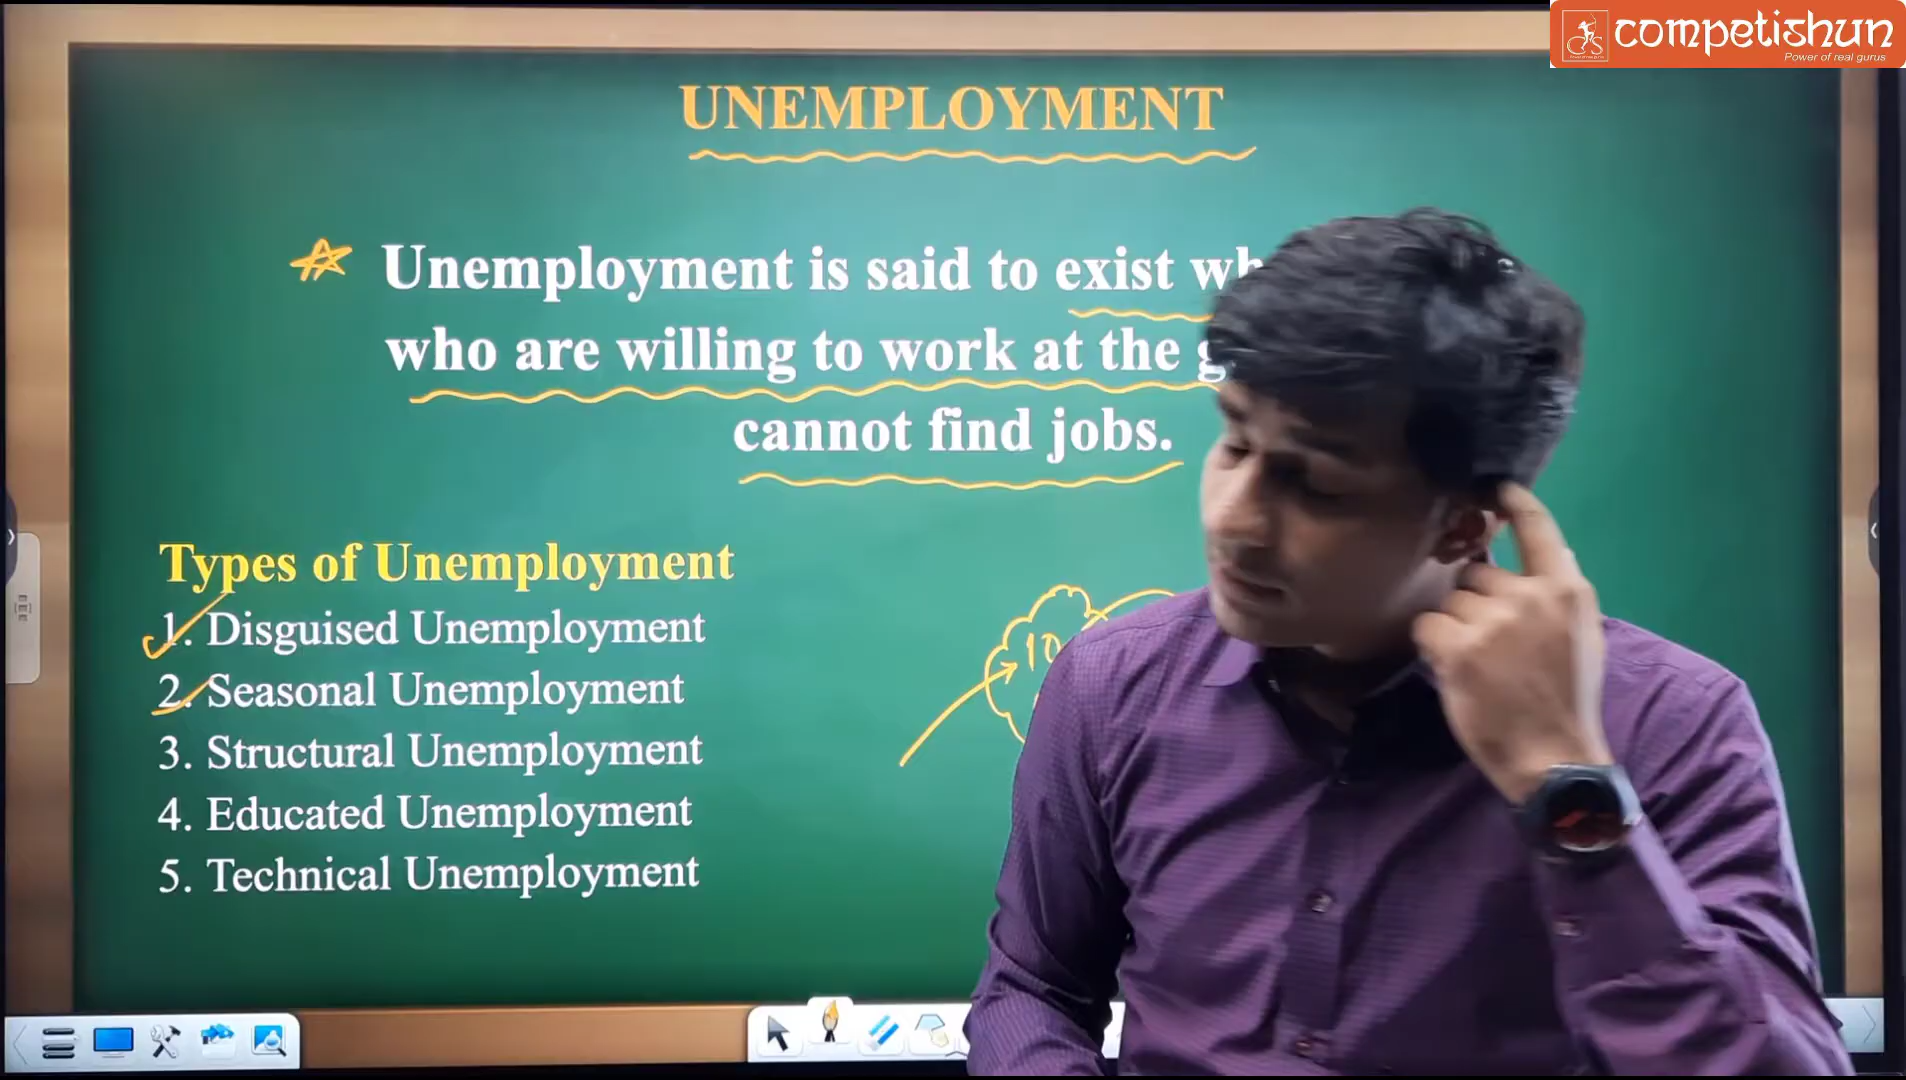 competishun
Power of real gurus
UNEMPLOYMENT
Unemployment is said to exist
who are willing to work at the
cannot find jobs.
Types of Unemployment
1. Disguised Unemployment
2. Seasonal Unemployment
3. Structural Unemployment
4. Educated Unemployment
5. Technical Unemployment
10